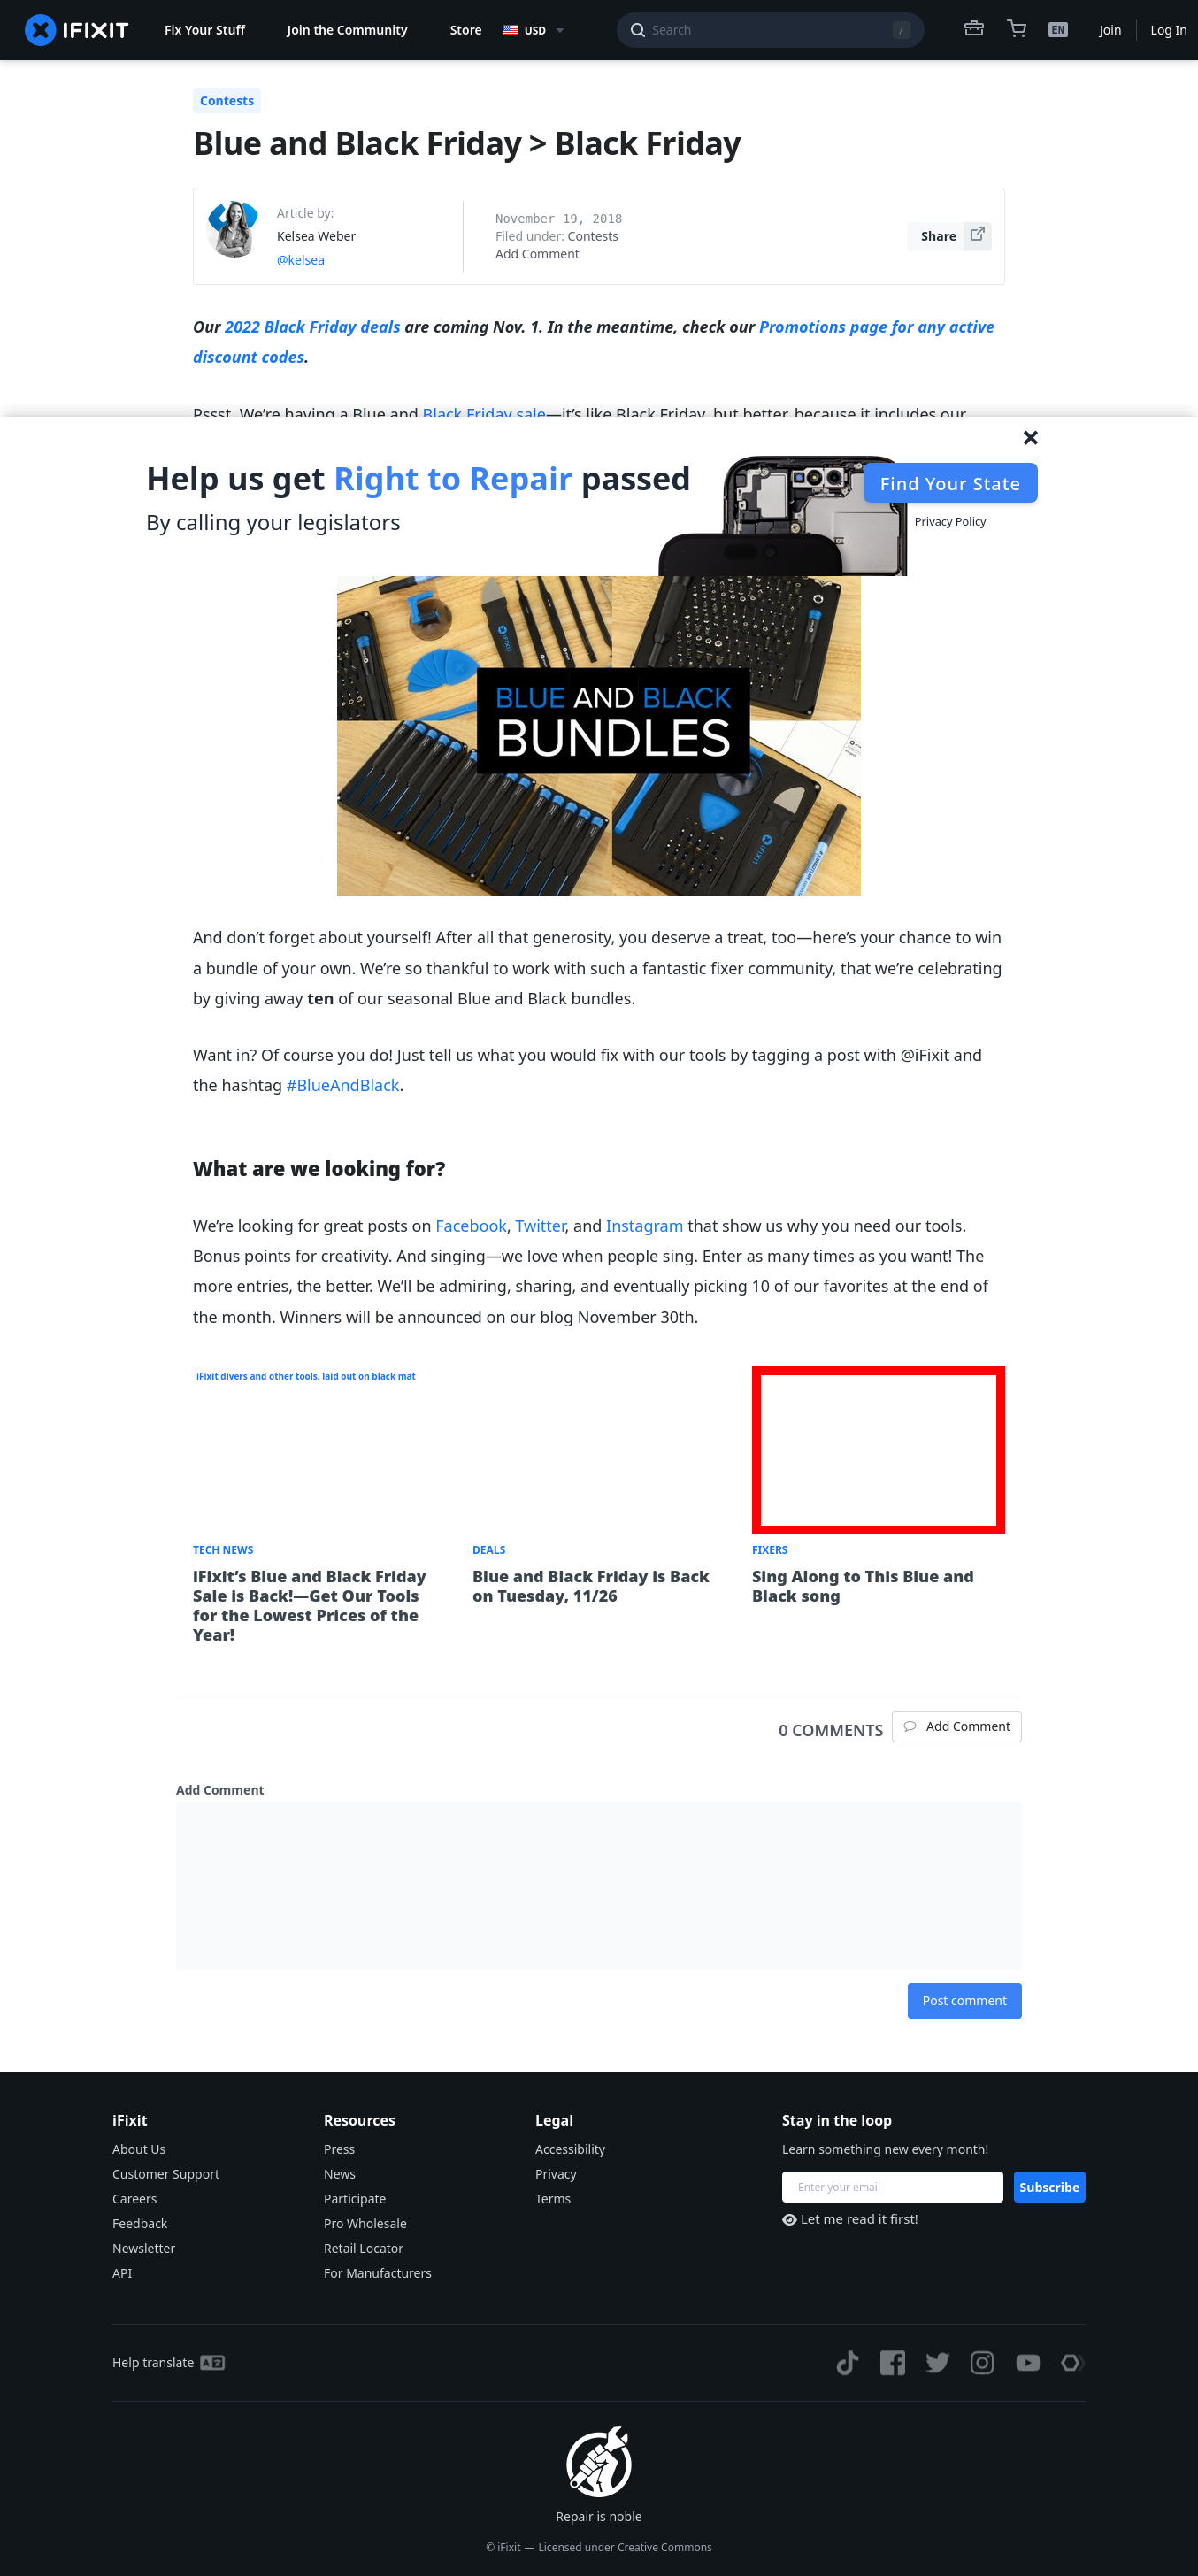 IFIXIT
Fix Your Stuff
Join the Community
Store
USD
Search
/
EN
Join
Log In
Contests
Blue and Black Friday > Black Friday
Article by:
Kelsea Weber
@kelsea
November 19, 2018
Filed under: Contests
Add Comment
Share
Our 2022 Black Friday deals are coming Nov. 1. In the meantime, check our Promotions page for any active
discount codes.
Pssst. We’re having a Blue and Black Friday sale—it’s like Black Friday, but better, because it includes our
Help us get Right to Repair passed
By calling your legislators
Find Your State
Privacy Policy
IFIXIT
BLUE AND BLACK
BUNDLES
IFIXIT
And don’t forget about yourself! After all that generosity, you deserve a treat, too—here’s your chance to win
a bundle of your own. We’re so thankful to work with such a fantastic fixer community, that we’re celebrating
by giving away ten of our seasonal Blue and Black bundles.
Want in? Of course you do! Just tell us what you would fix with our tools by tagging a post with @iFixit and
the hashtag #BlueAndBlack.
What are we looking for?
We’re looking for great posts on Facebook, Twitter, and Instagram that show us why you need our tools.
Bonus points for creativity. And singing—we love when people sing. Enter as many times as you want! The
more entries, the better. We’ll be admiring, sharing, and eventually picking 10 of our favorites at the end of
the month. Winners will be announced on our blog November 30th.
iFixit divers and other tools, laid out on black mat
TECH NEWS
iFixit’s Blue and Black Friday
Sale is Back!—Get Our Tools
for the Lowest Prices of the
Year!
DEALS
Blue and Black Friday is Back
on Tuesday, 11/26
FIXERS
Sing Along to This Blue and
Black song
0 COMMENTS
Add Comment
Add Comment
Post comment
iFixit
About Us
Customer Support
Careers
Feedback
Newsletter
API
Resources
Press
News
Participate
Pro Wholesale
Retail Locator
For Manufacturers
Legal
Accessibility
Privacy
Terms
Stay in the loop
Learn something new every month!
Enter your email
Subscribe
Let me read it first!
Help translate
Repair is noble
© iFixit — Licensed under Creative Commons